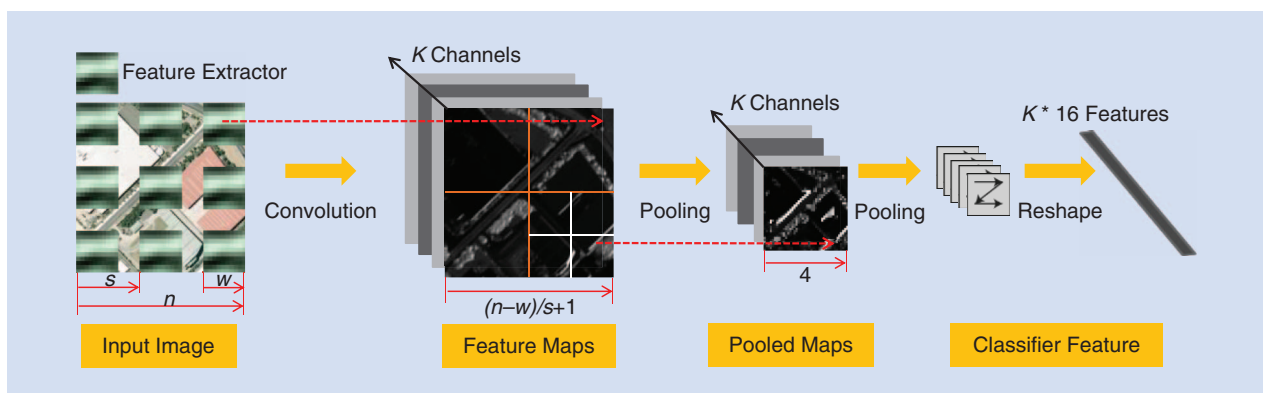 Feature Extractor
K Channels
K Channels
K * 16 Features
Convolution
Pooling
Pooling
Reshape
s
w
n
(n–w)/s+1
4
Input Image
Feature Maps
Pooled Maps
Classifier Feature